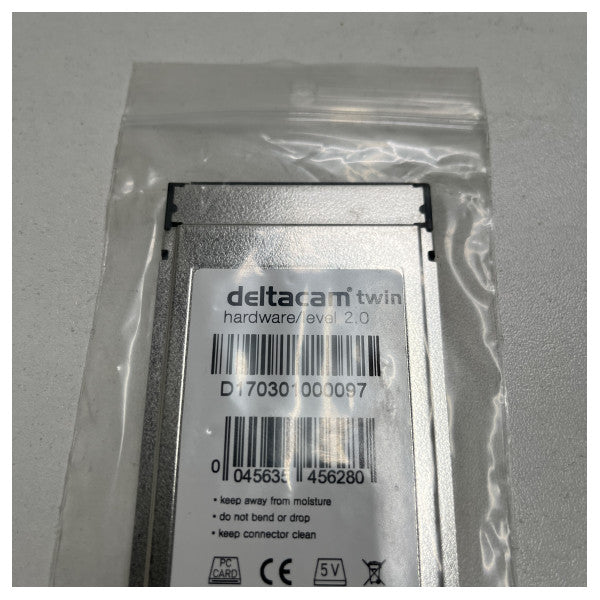 deltacam® twin
hardware/level 2.0
D170301000097
0 045635 456280
• keep away from moisture
• do not bend or drop
• keep connector clean
PC CARD CE 5V